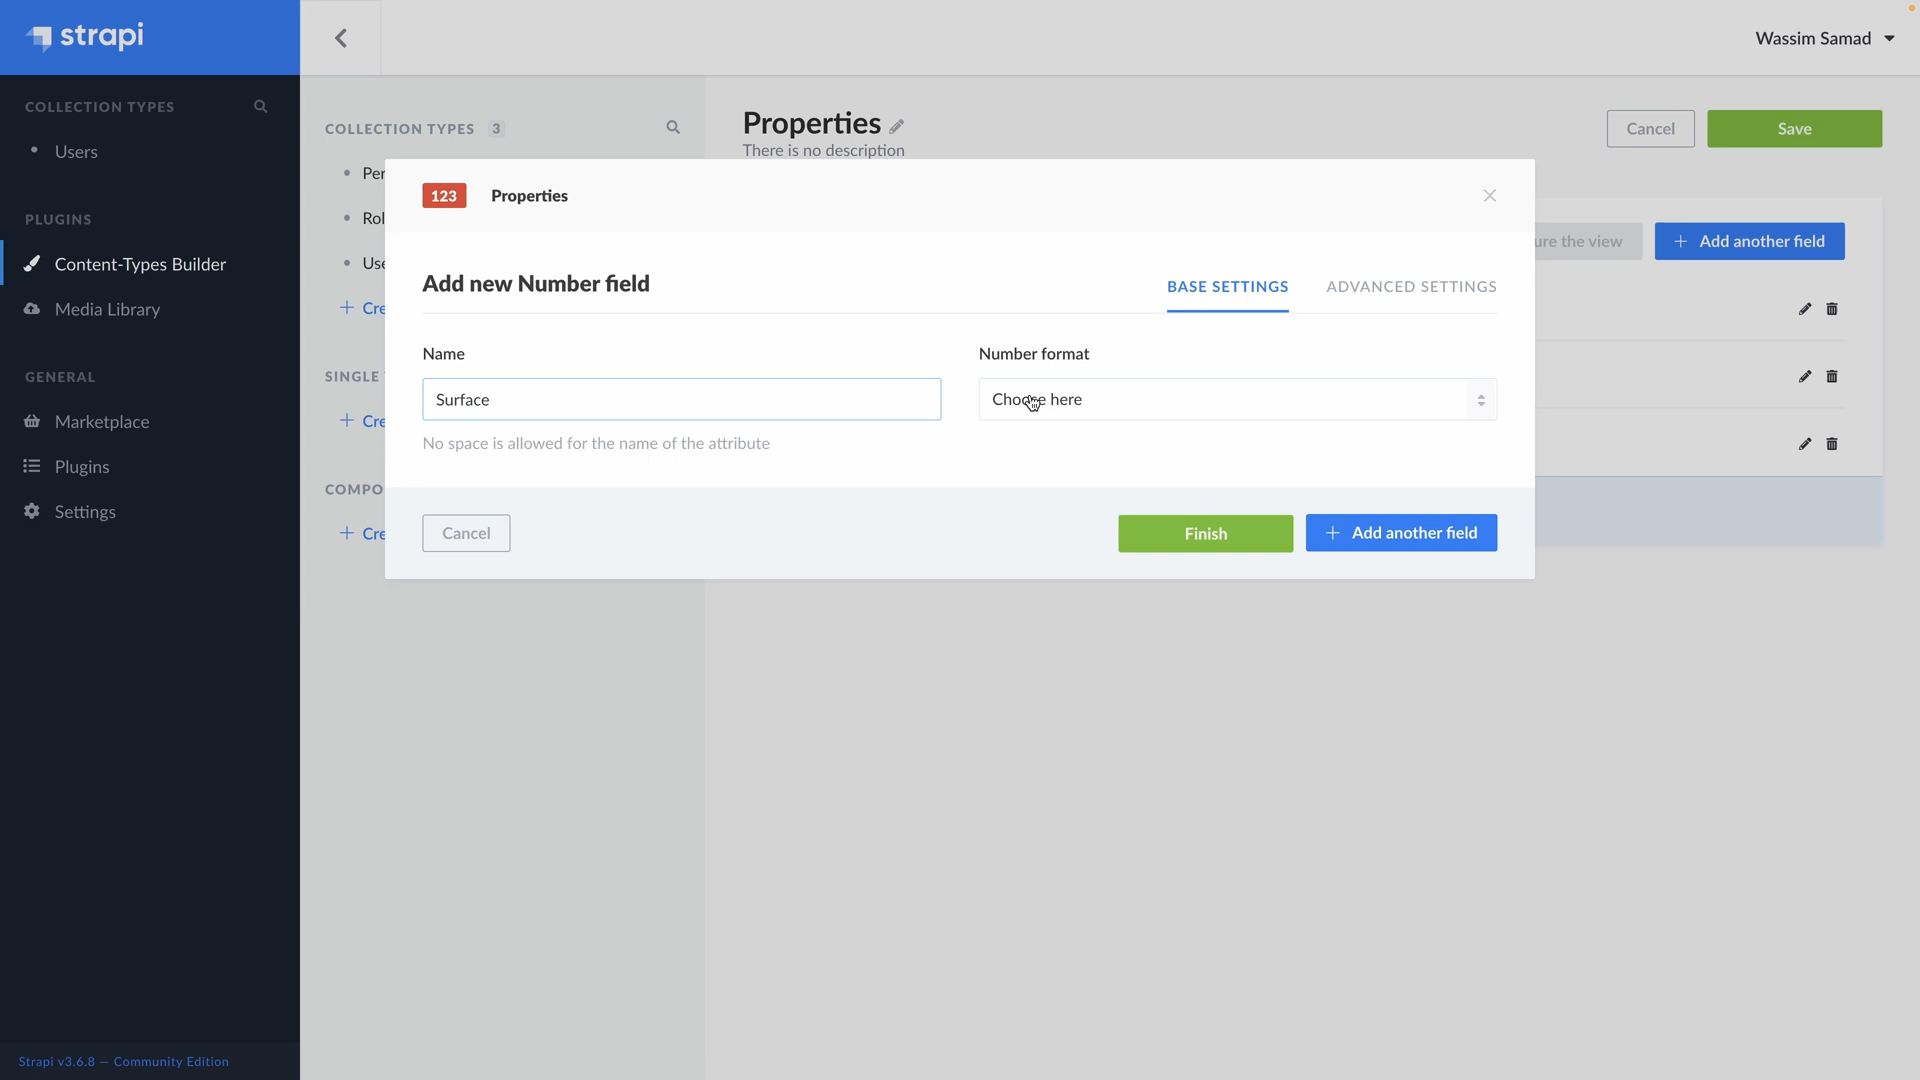 strapi
Wassim Samad
COLLECTION TYPES
Users
PLUGINS
Content-Types Builder
Media Library
GENERAL
Marketplace
Plugins
Settings
Strapi v3.6.8 — Community Edition
COLLECTION TYPES 3
Per
Rol
Use
+ Cre
SINGLE
+ Cre
COMPO
+ Cre
Properties
There is no description
Cancel
Save
ure the view
+ Add another field
123 Properties
Add new Number field
BASE SETTINGS
ADVANCED SETTINGS
Name
Surface
No space is allowed for the name of the attribute
Number format
Choose here
Cancel
Finish
+ Add another field